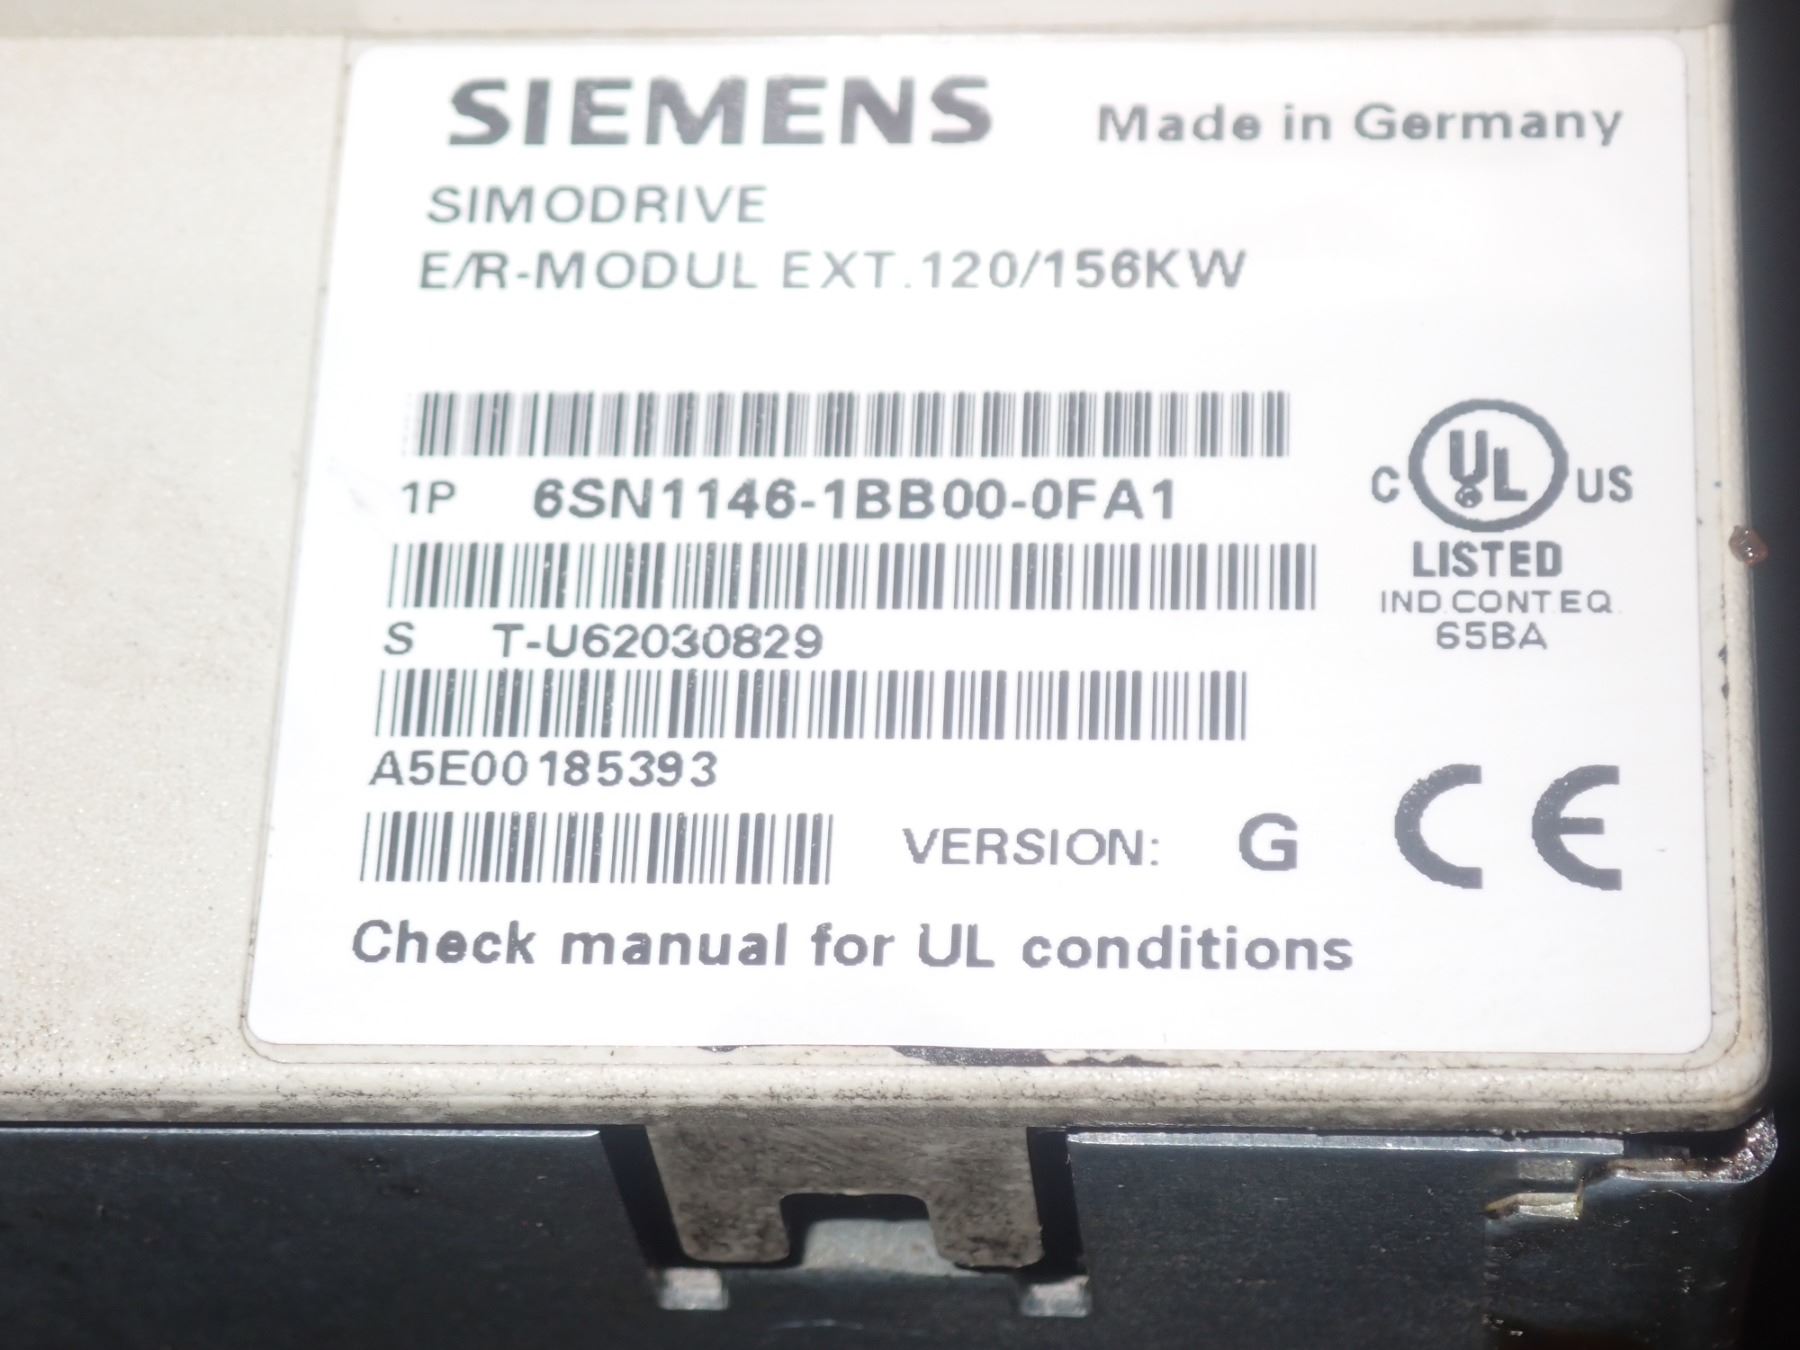 SIEMENS Made in Germany
SIMODRIVE
E/R-MODUL EXT.120/156KW
1P 6SN1146-1BB00-0FA1
C UL US
LISTED
IND.CONT.EQ.
65BA
S T-U62030829
A5E00185393
VERSION: G CE
Check manual for UL conditions